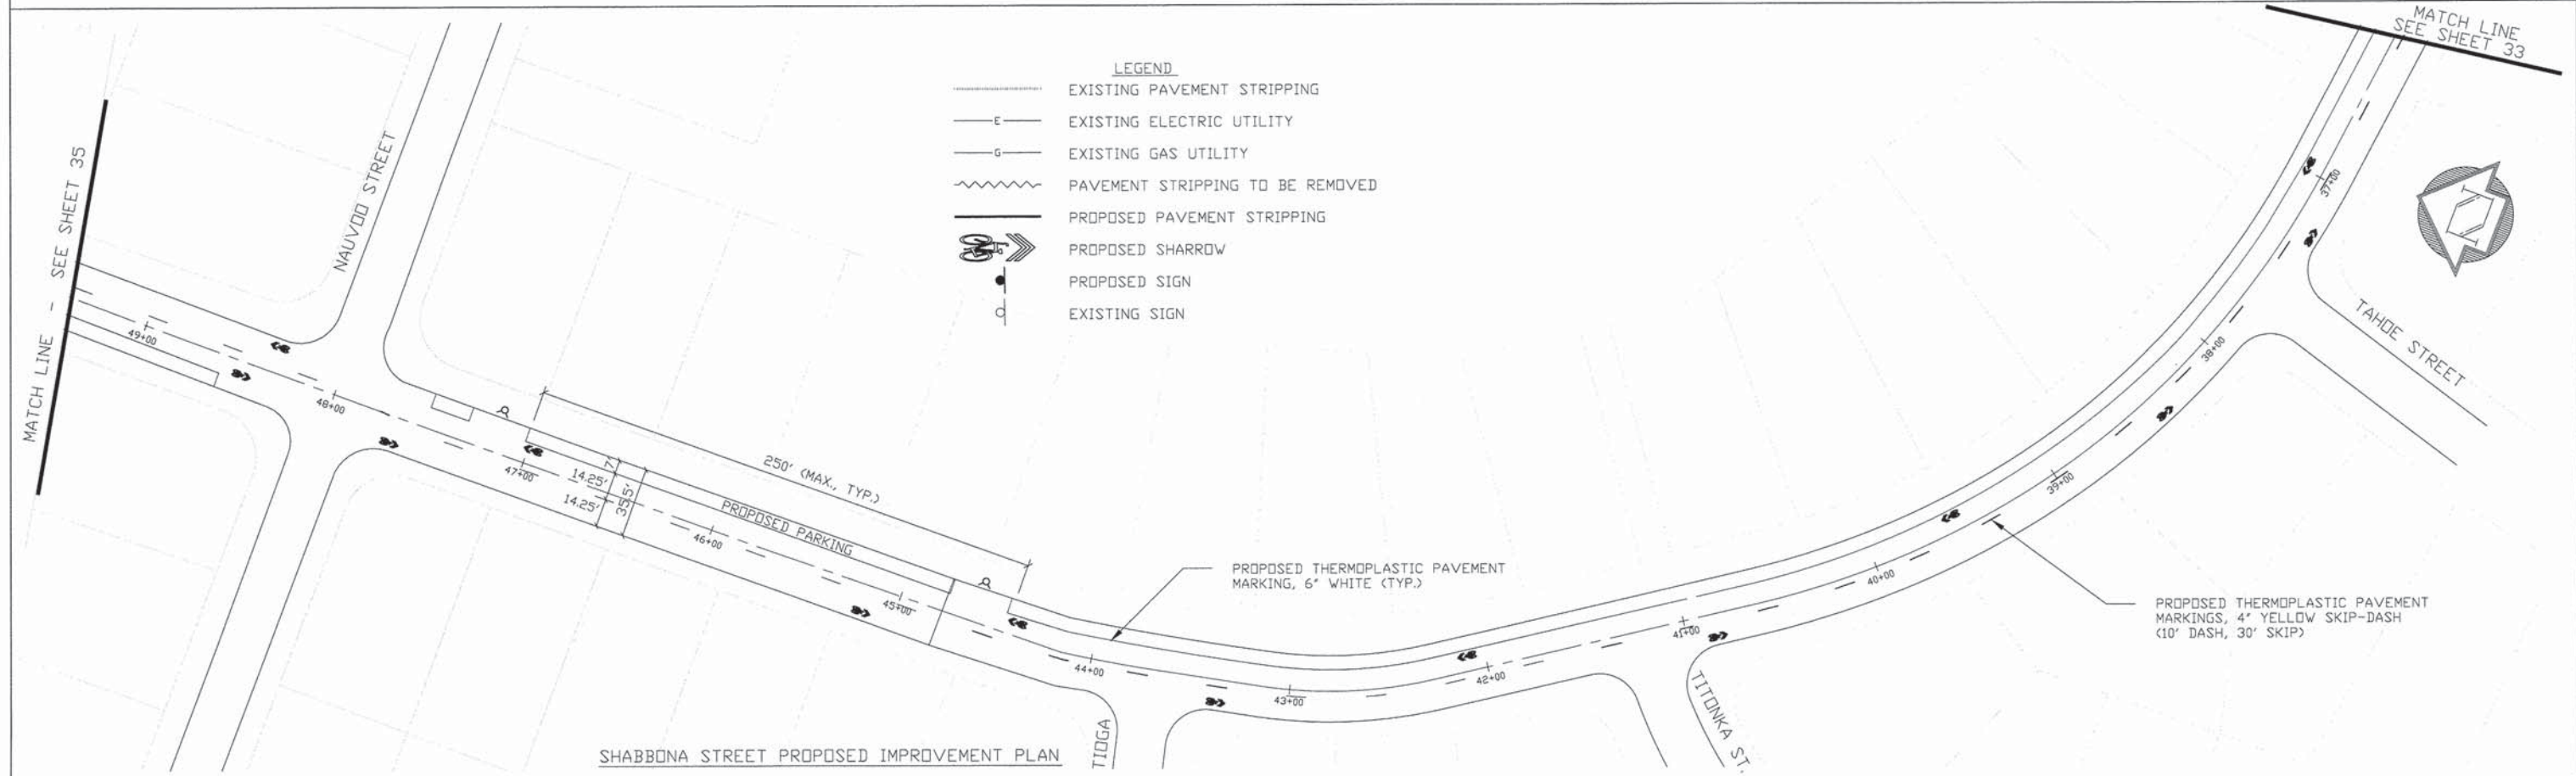 MATCH LINE
SEE SHEET 33
LEGEND
EXISTING PAVEMENT STRIPPING
E
EXISTING ELECTRIC UTILITY
G
EXISTING GAS UTILITY
PAVEMENT STRIPPING TO BE REMOVED
PROPOSED PAVEMENT STRIPPING
PROPOSED SHARROW
PROPOSED SIGN
EXISTING SIGN
MATCH LINE - SEE SHEET 35
NAUVOO STREET
49+00
48+00
47+00
7'
14.25'
14.25'
35.5'
250' (MAX., TYP.)
PROPOSED PARKING
46+00
45+00
44+00
43+00
42+00
41+00
40+00
39+00
38+00
37+00
TAHOE STREET
PROPOSED THERMOPLASTIC PAVEMENT
MARKING, 6" WHITE (TYP.)
PROPOSED THERMOPLASTIC PAVEMENT
MARKINGS, 4" YELLOW SKIP-DASH
(10' DASH, 30' SKIP)
TITONKA ST.
TIOGA
SHABBONA STREET PROPOSED IMPROVEMENT PLAN